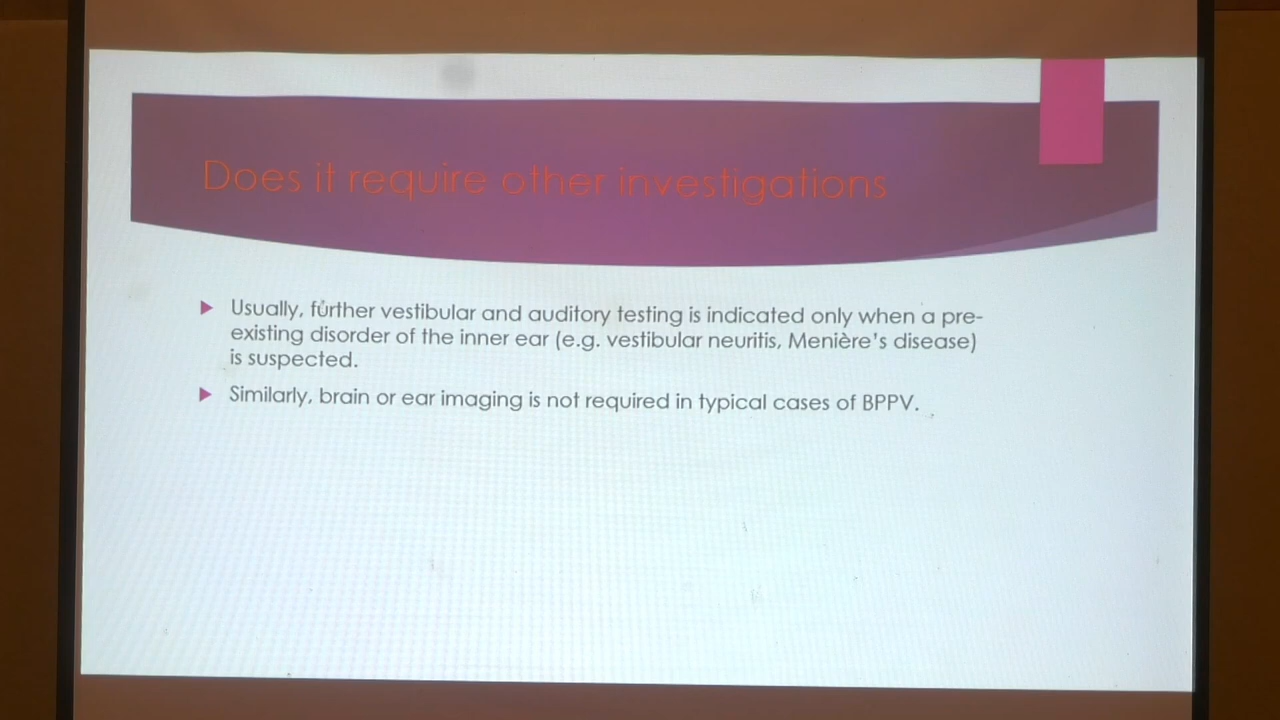 Does it require other investigations
Usually, further vestibular and auditory testing is indicated only when a pre-
existing disorder of the inner ear (e.g. vestibular neuritis, Menière's disease)
is suspected.
Similarly, brain or ear imaging is not required in typical cases of BPPV.